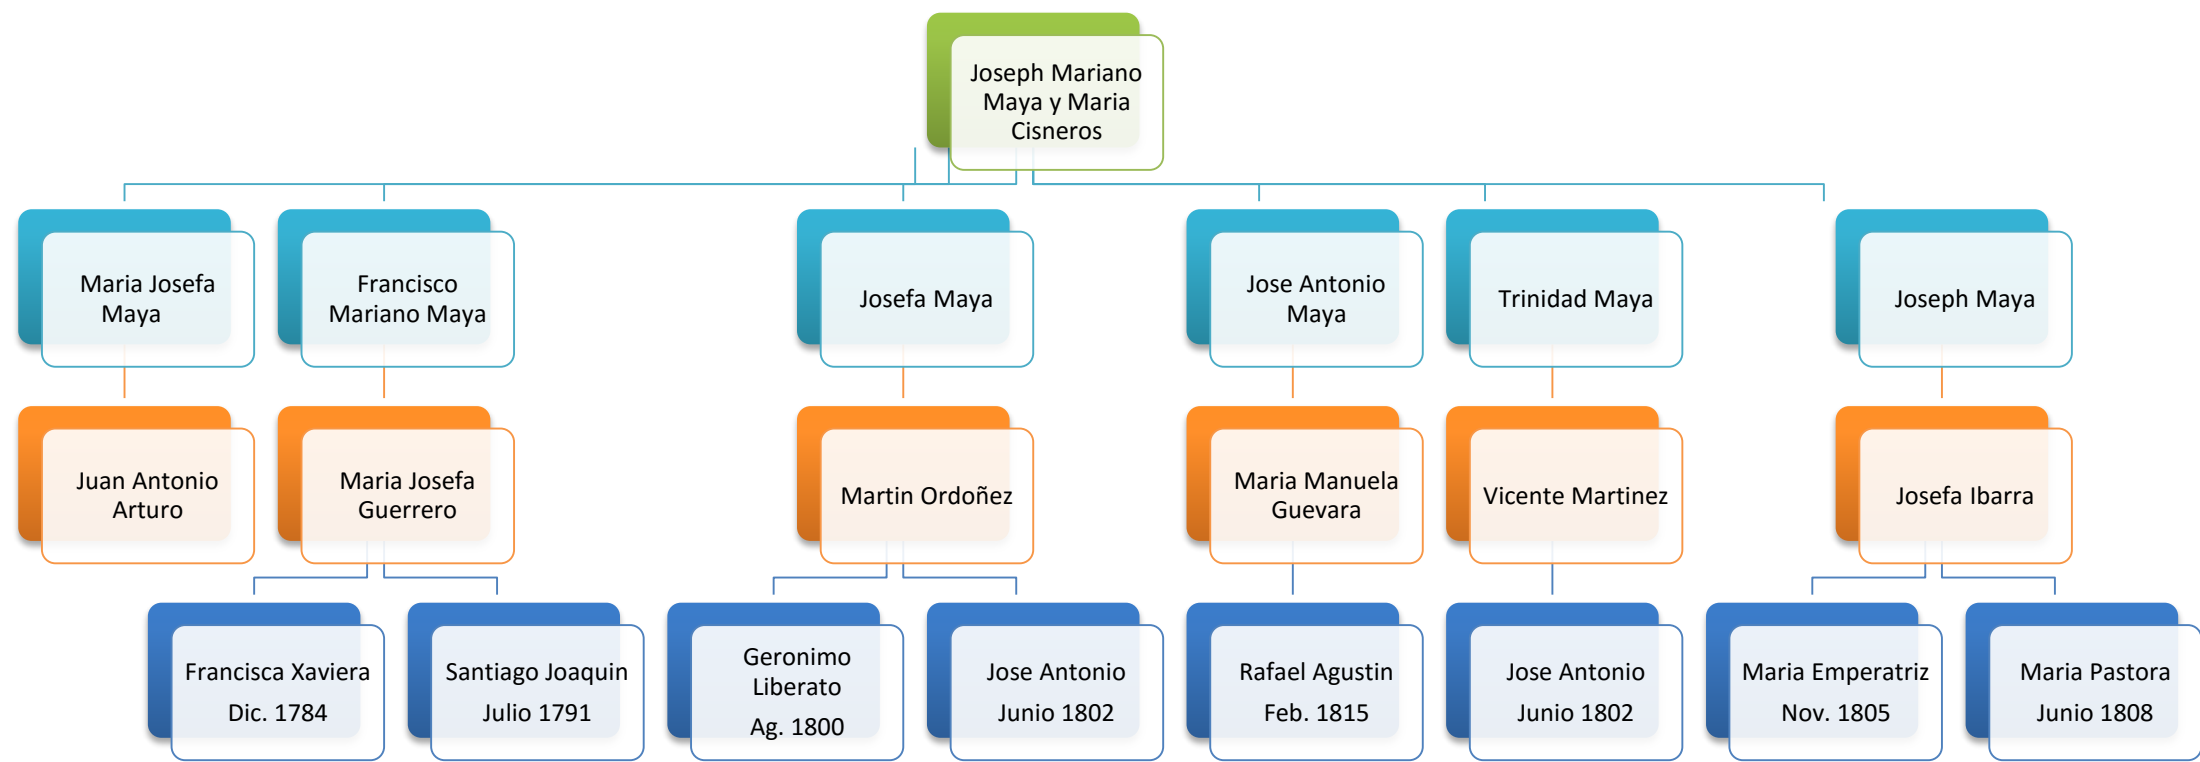 Joseph Mariano
Maya y Maria
Cisneros
Maria Josefa
Maya
Francisco
Mariano Maya
Josefa Maya
Jose Antonio
Maya
Trinidad Maya
Joseph Maya
Juan Antonio
Arturo
Maria Josefa
Guerrero
Martin Ordoñez
Maria Manuela
Guevara
Vicente Martinez
Josefa Ibarra
Francisca Xaviera
Dic. 1784
Santiago Joaquin
Julio 1791
Geronimo
Liberato
Ag. 1800
Jose Antonio
Junio 1802
Rafael Agustin
Feb. 1815
Jose Antonio
Junio 1802
Maria Emperatriz
Nov. 1805
Maria Pastora
Junio 1808